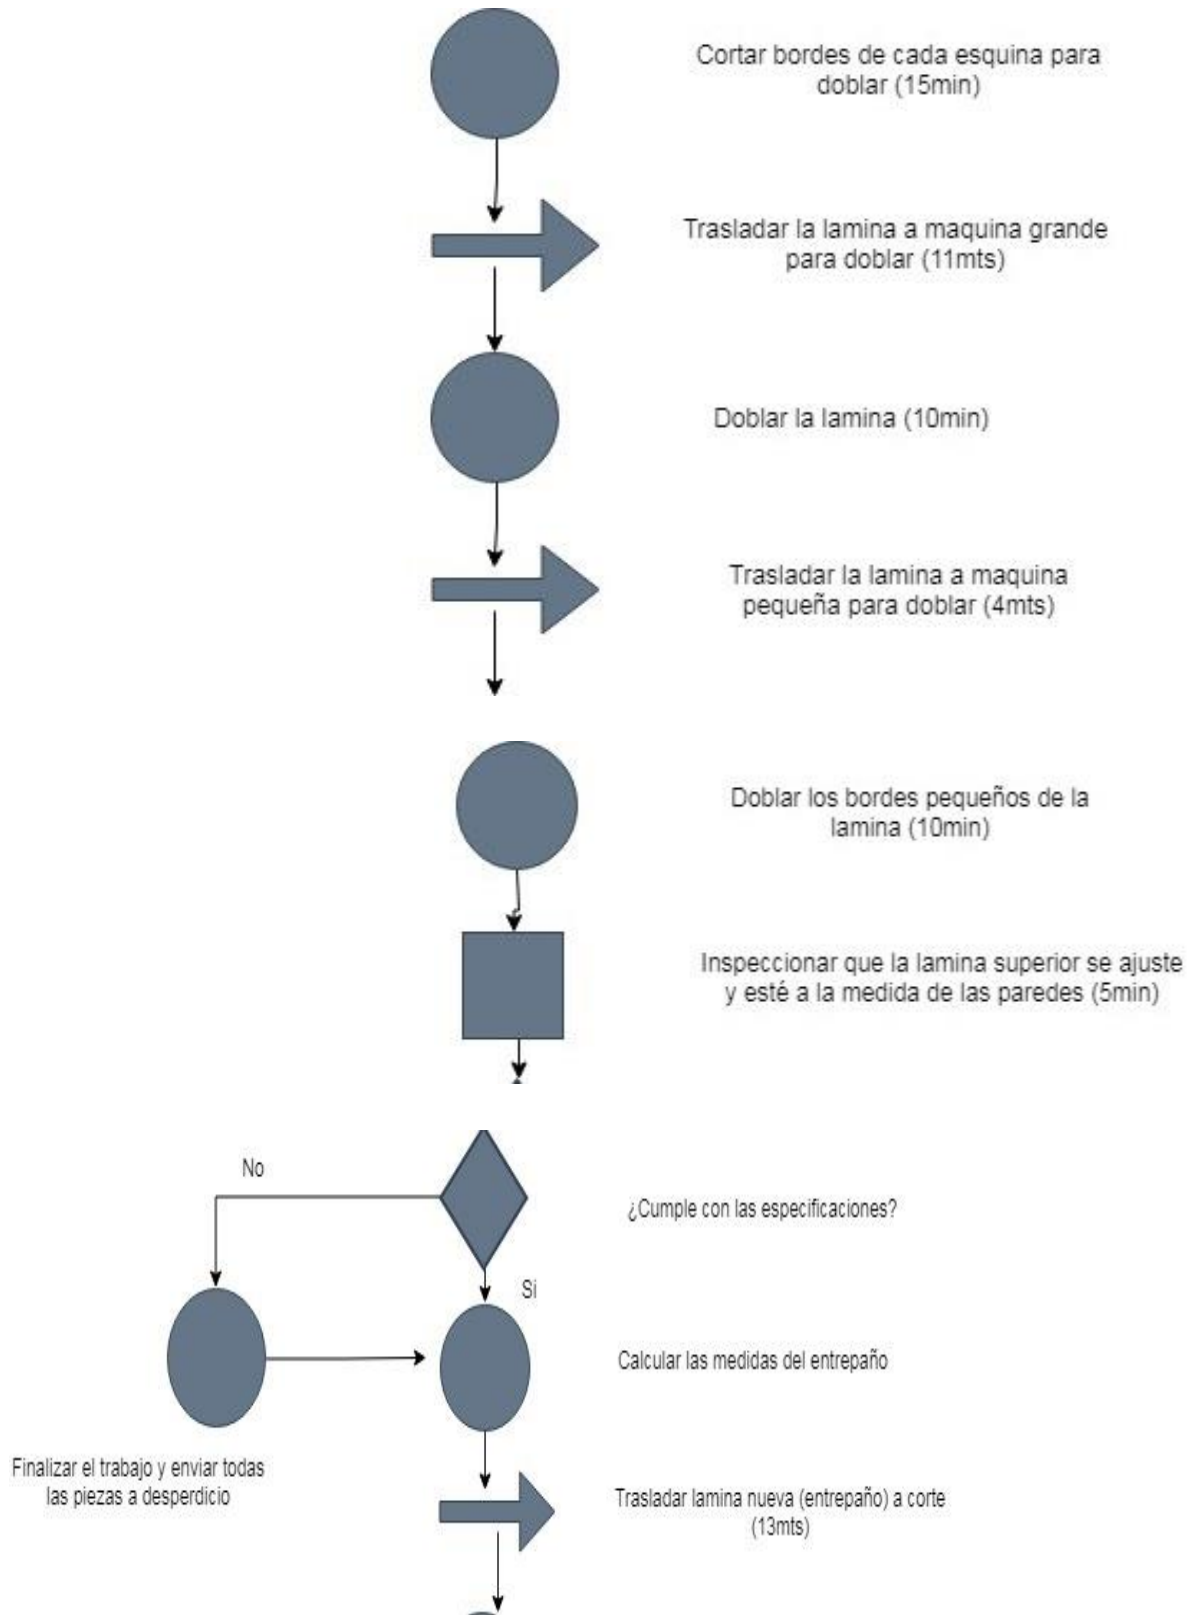 Cortar bordes de cada esquina para
doblar (15min)
Trasladar la lamina a maquina grande
para doblar (11mts)
Doblar la lamina (10min)
Trasladar la lamina a maquina
pequeña para doblar (4mts)
Doblar los bordes pequeños de la
lamina (10min)
Inspeccionar que la lamina superior se ajuste
y esté a la medida de las paredes (5min)
No
¿Cumple con las especificaciones?
Si
Calcular las medidas del entrepaño
Finalizar el trabajo y enviar todas
las piezas a desperdicio
Trasladar lamina nueva (entrepaño) a corte
(13mts)